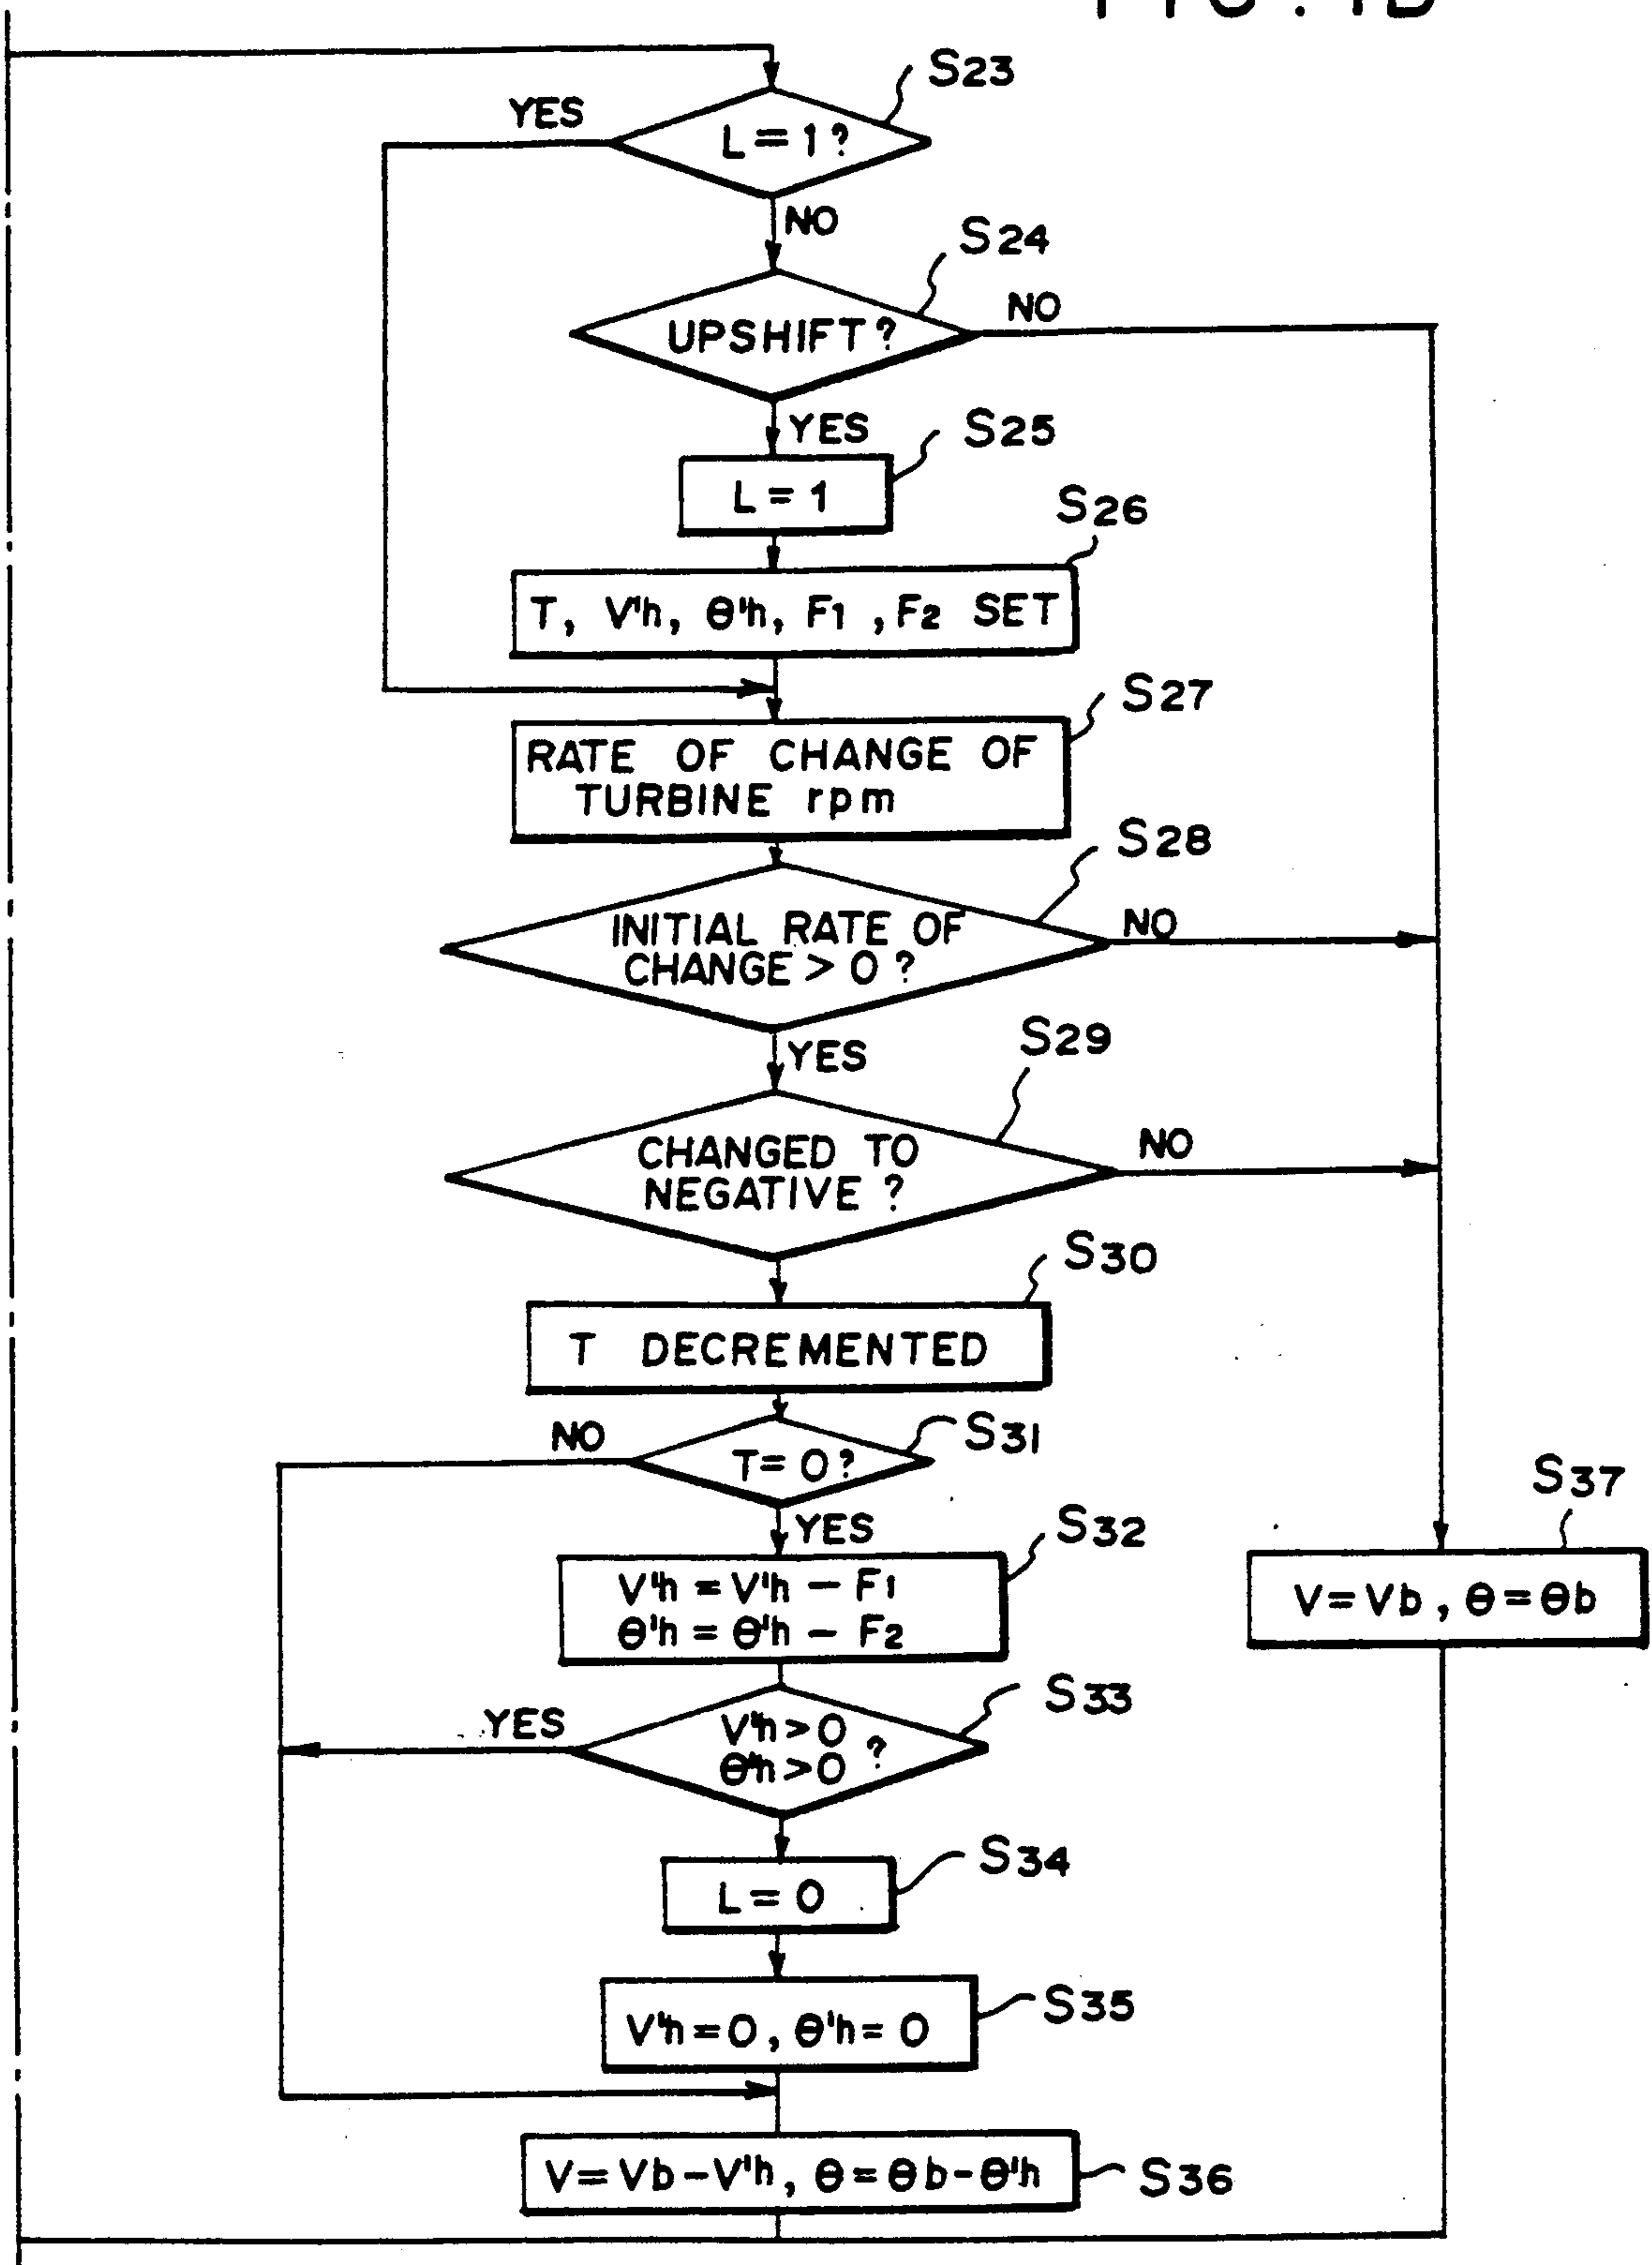 S23
YES
L=1?
NO
S24
NO
UPSHIFT?
YES
S25
L=1
S26
T, V'h, θ'h, F1, F2 SET
S27
RATE OF CHANGE OF
TURBINE rpm
S28
INITIAL RATE OF
CHANGE > 0 ?
NO
YES
S29
CHANGED TO
NEGATIVE ?
NO
S30
T DECREMENTED
NO
S31
T=0?
YES
S32
V'h = V'h - F1
θ'h = θ'h - F2
S37
V=Vb, θ=θb
S33
YES
V'h>0
θ'h>0 ?
S34
L=0
S35
V'h=0, θ'h=0
V=Vb-V'h, θ=θb-θ'h
S36